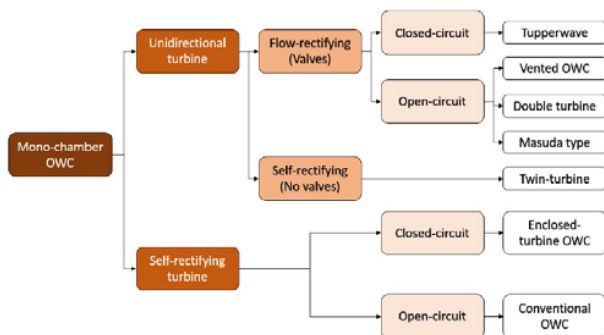 Mono-chamber
OWC
Unidirectional
turbine
Flow-rectifying
(Valves)
Closed-circuit
Tupperwave
Open-circuit
Vented OWC
Double turbine
Masuda type
Self-rectifying
(No valves)
Twin-turbine
Self-rectifying
turbine
Closed-circuit
Enclosed-
turbine OWC
Open-circuit
Conventional
OWC